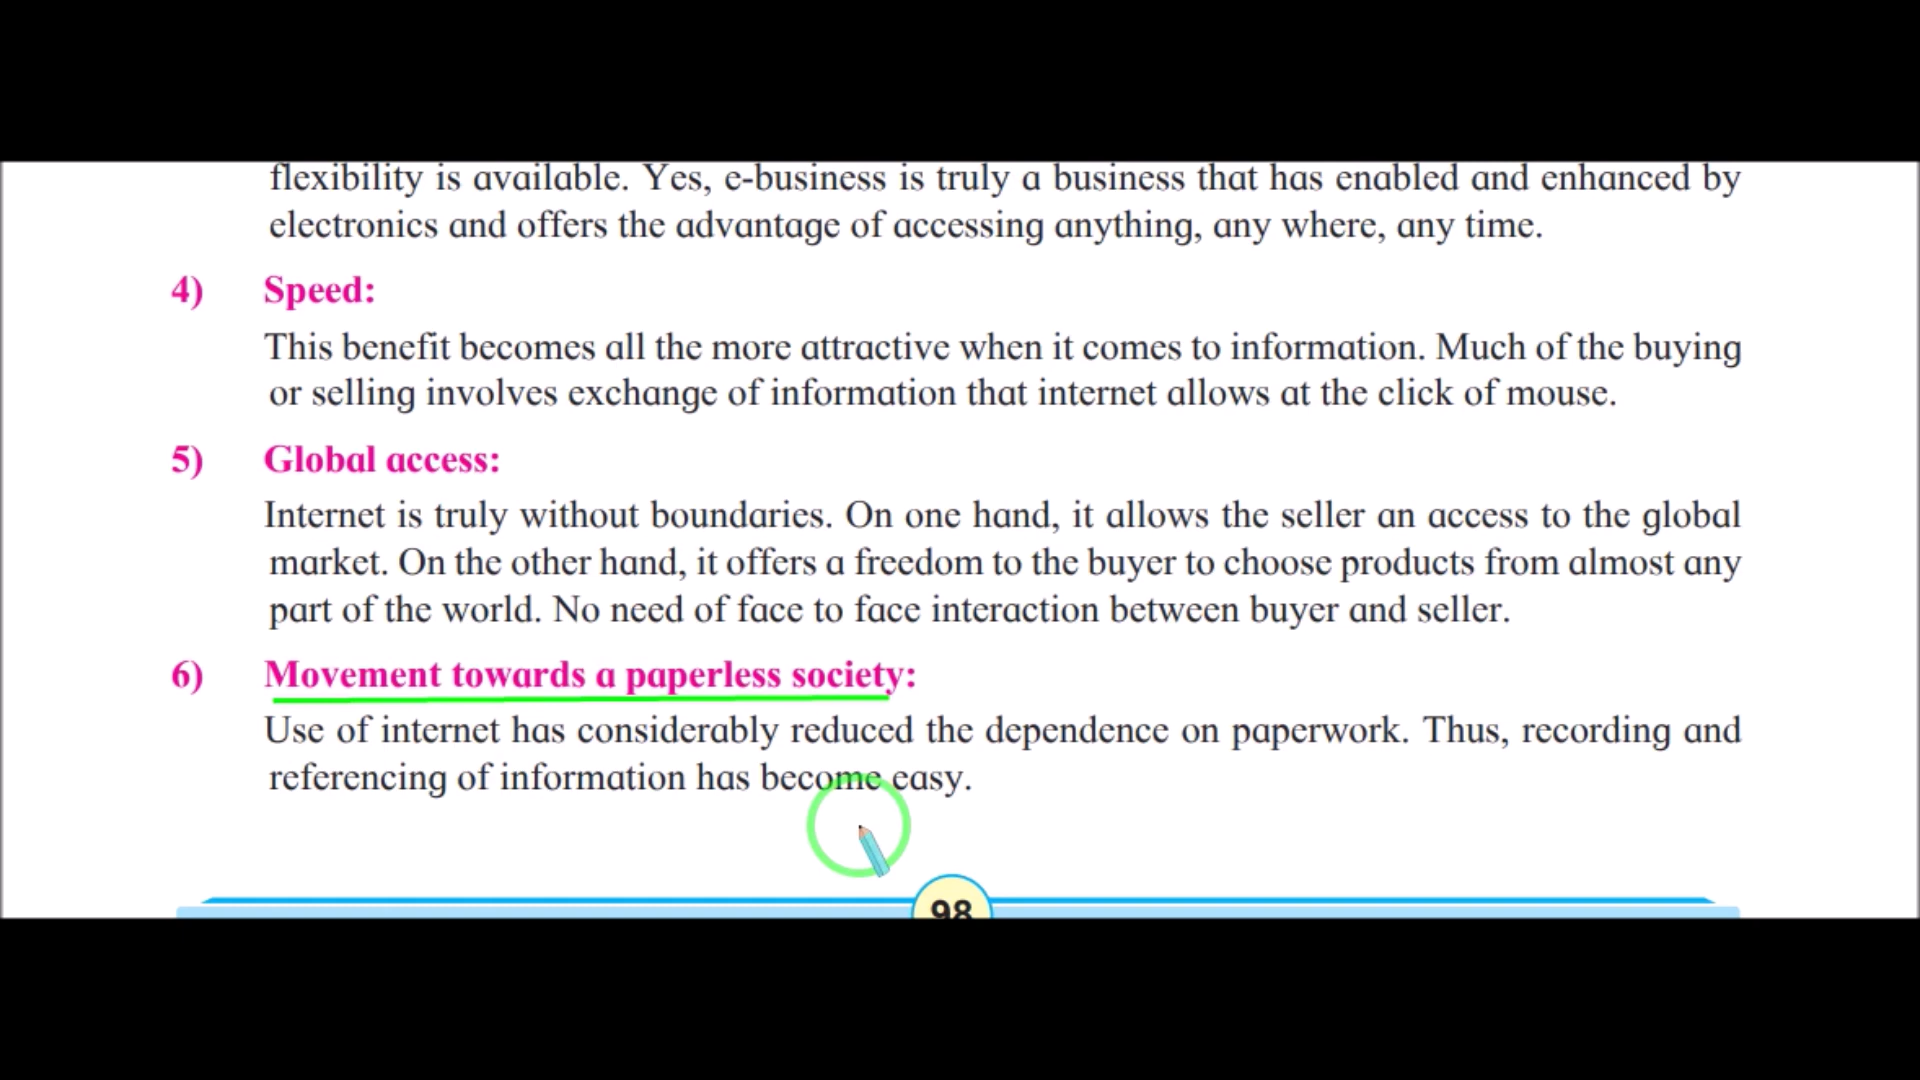 flexibility is available. Yes, e-business is truly a business that has enabled and enhanced by
electronics and offers the advantage of accessing anything, any where, any time.
4) Speed:
This benefit becomes all the more attractive when it comes to information. Much of the buying
or selling involves exchange of information that internet allows at the click of mouse.
5) Global access:
Internet is truly without boundaries. On one hand, it allows the seller an access to the global
market. On the other hand, it offers a freedom to the buyer to choose products from almost any
part of the world. No need of face to face interaction between buyer and seller.
6) Movement towards a paperless society:
Use of internet has considerably reduced the dependence on paperwork. Thus, recording and
referencing of information has become easy.
98